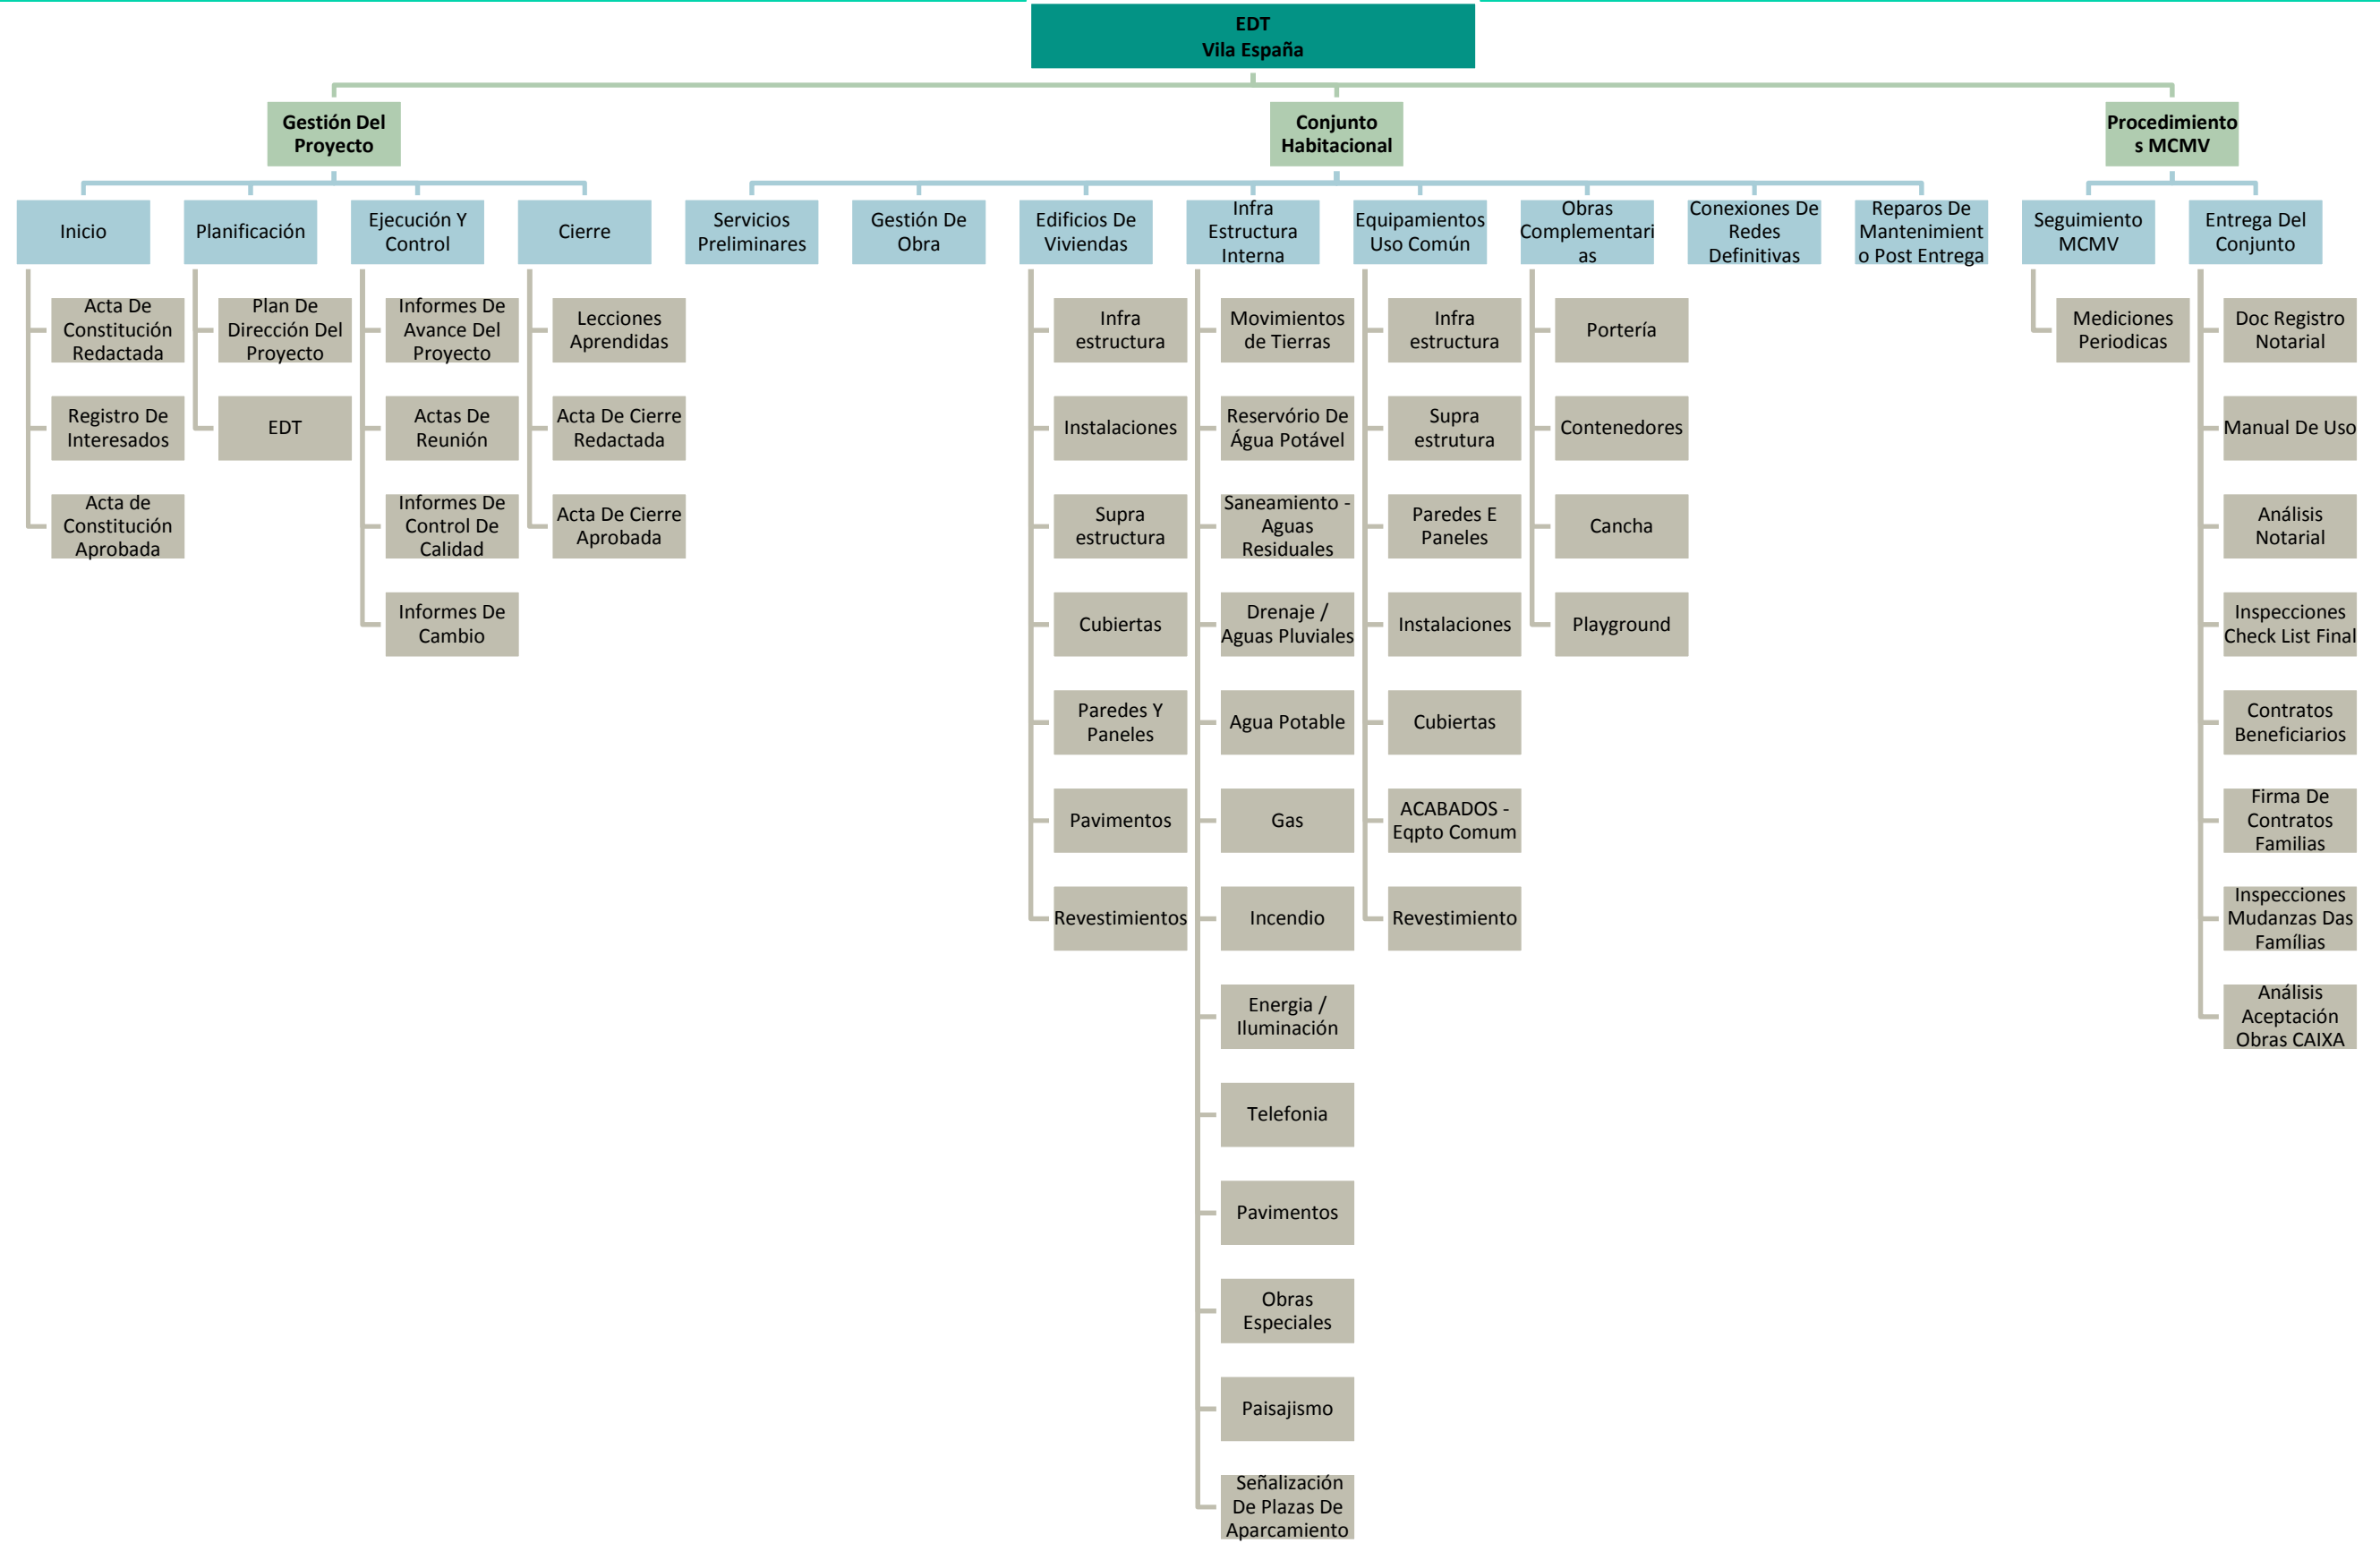 EDT
Vila España
Gestión Del
Proyecto
Conjunto
Habitacional
Procedimiento
s MCMV
Inicio
Planificación
Ejecución Y
Control
Cierre
Servicios
Preliminares
Gestión De
Obra
Edificios De
Viviendas
Infra
Estructura
Interna
Equipamientos
Uso Común
Obras
Complementari
as
Conexiones De
Redes
Definitivas
Reparos De
Mantenimient
o Post Entrega
Seguimiento
MCMV
Entrega Del
Conjunto
Acta De
Constitución
Redactada
Registro De
Interesados
Acta de
Constitución
Aprobada
Plan De
Dirección Del
Proyecto
EDT
Informes De
Avance Del
Proyecto
Actas De
Reunión
Informes De
Control De
Calidad
Informes De
Cambio
Lecciones
Aprendidas
Acta De Cierre
Redactada
Acta De Cierre
Aprobada
Infra
estructura
Instalaciones
Supra
estructura
Cubiertas
Paredes Y
Paneles
Pavimentos
Revestimientos
Movimientos
de Tierras
Reservório De
Água Potável
Saneamiento -
Aguas
Residuales
Drenaje /
Aguas Pluviales
Agua Potable
Gas
Incendio
Energia /
Iluminación
Telefonia
Pavimentos
Obras
Especiales
Paisajismo
Señalización
De Plazas De
Aparcamiento
Infra
estructura
Supra
estrutura
Paredes E
Paneles
Instalaciones
Cubiertas
ACABADOS -
Eqpto Comum
Revestimiento
Portería
Contenedores
Cancha
Playground
Mediciones
Periodicas
Doc Registro
Notarial
Manual De Uso
Análisis
Notarial
Inspecciones
Check List Final
Contratos
Beneficiarios
Firma De
Contratos
Familias
Inspecciones
Mudanzas Das
Famílias
Análisis
Aceptación
Obras CAIXA